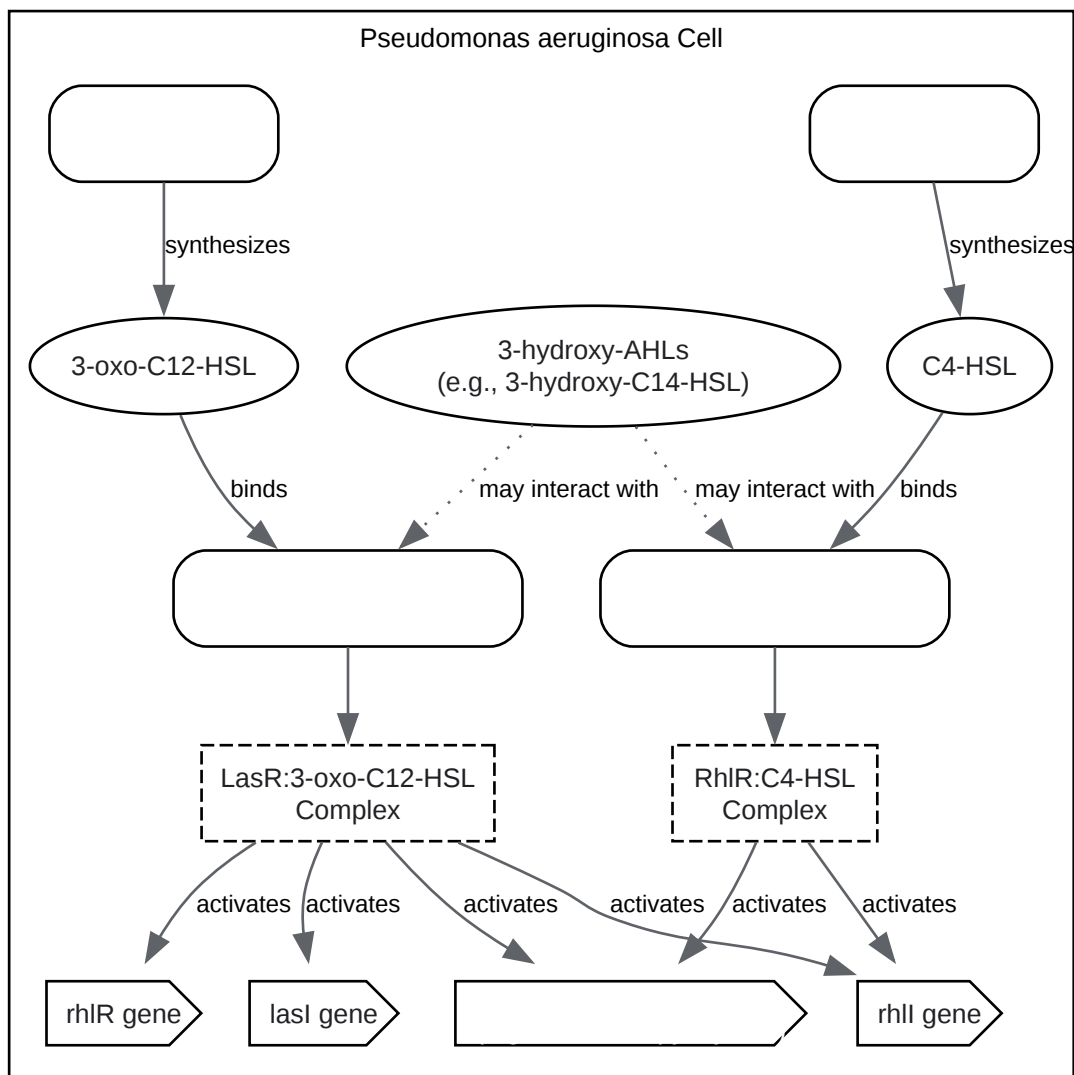 Pseudomonas aeruginosa Cell
synthesizes
synthesizes
3-oxo-C12-HSL
3-hydroxy-AHLs
(e.g., 3-hydroxy-C14-HSL)
C4-HSL
binds
may interact with
may interact with
binds
LasR:3-oxo-C12-HSL
Complex
RhlR:C4-HSL
Complex
activates
activates
activates
activates
activates
activates
rhlR gene
lasI gene
rhlI gene